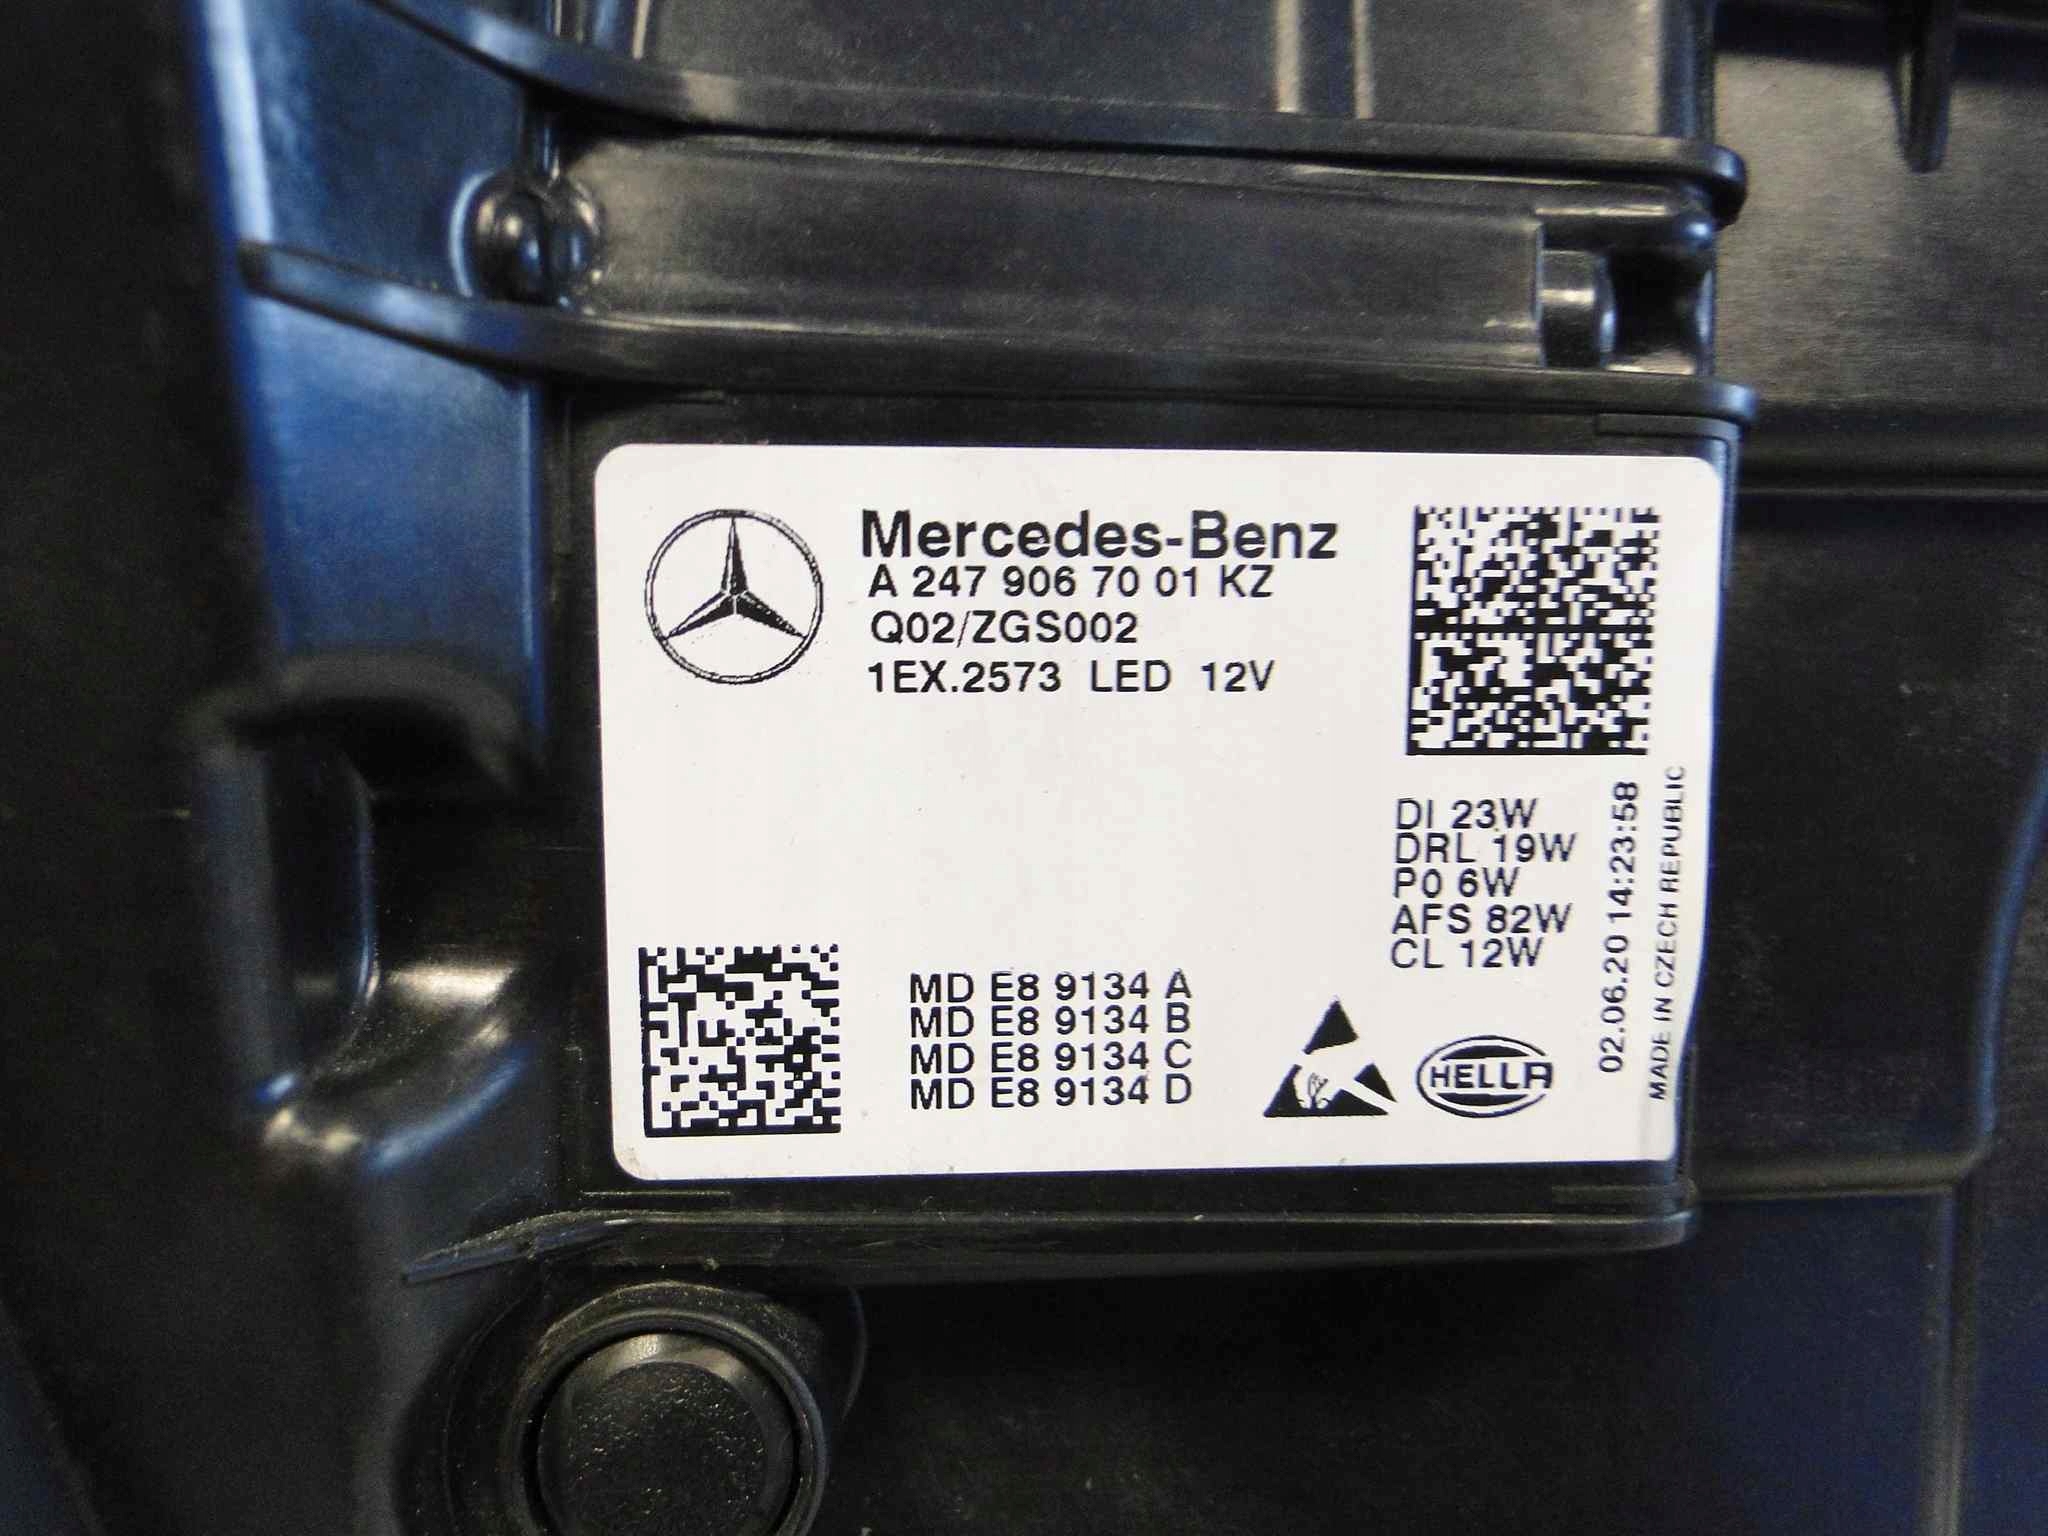 Mercedes-Benz
A 247 906 70 01 KZ
Q02/ZGS002
1EX.2573 LED 12V
DI 23W
DRL 19W
P0 6W
AFS 82W
CL 12W
02.06.20 14:23:58
MADE IN CZECH REPUBLIC
MD E8 9134 A
MD E8 9134 B
MD E8 9134 C
MD E8 9134 D
HELLA